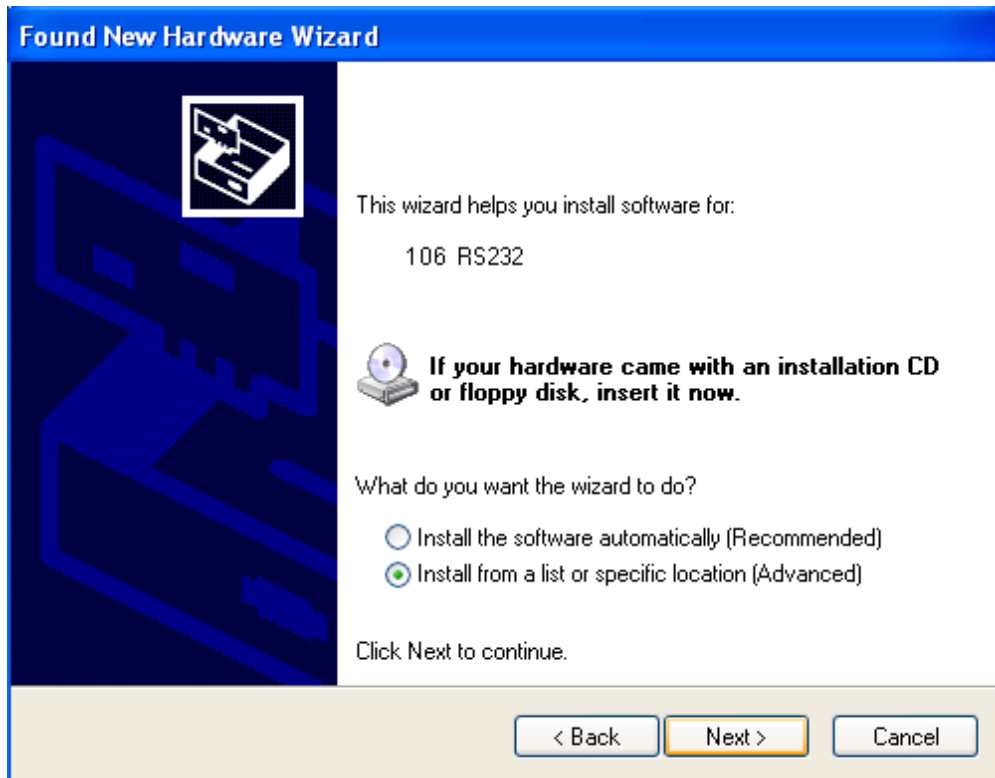 Found New Hardware Wizard
This wizard helps you install software for:
106 RS232
If your hardware came with an installation CD
or floppy disk, insert it now.
What do you want the wizard to do?
Install the software automatically (Recommended)
Install from a list or specific location (Advanced)
Click Next to continue.
< Back
Next >
Cancel